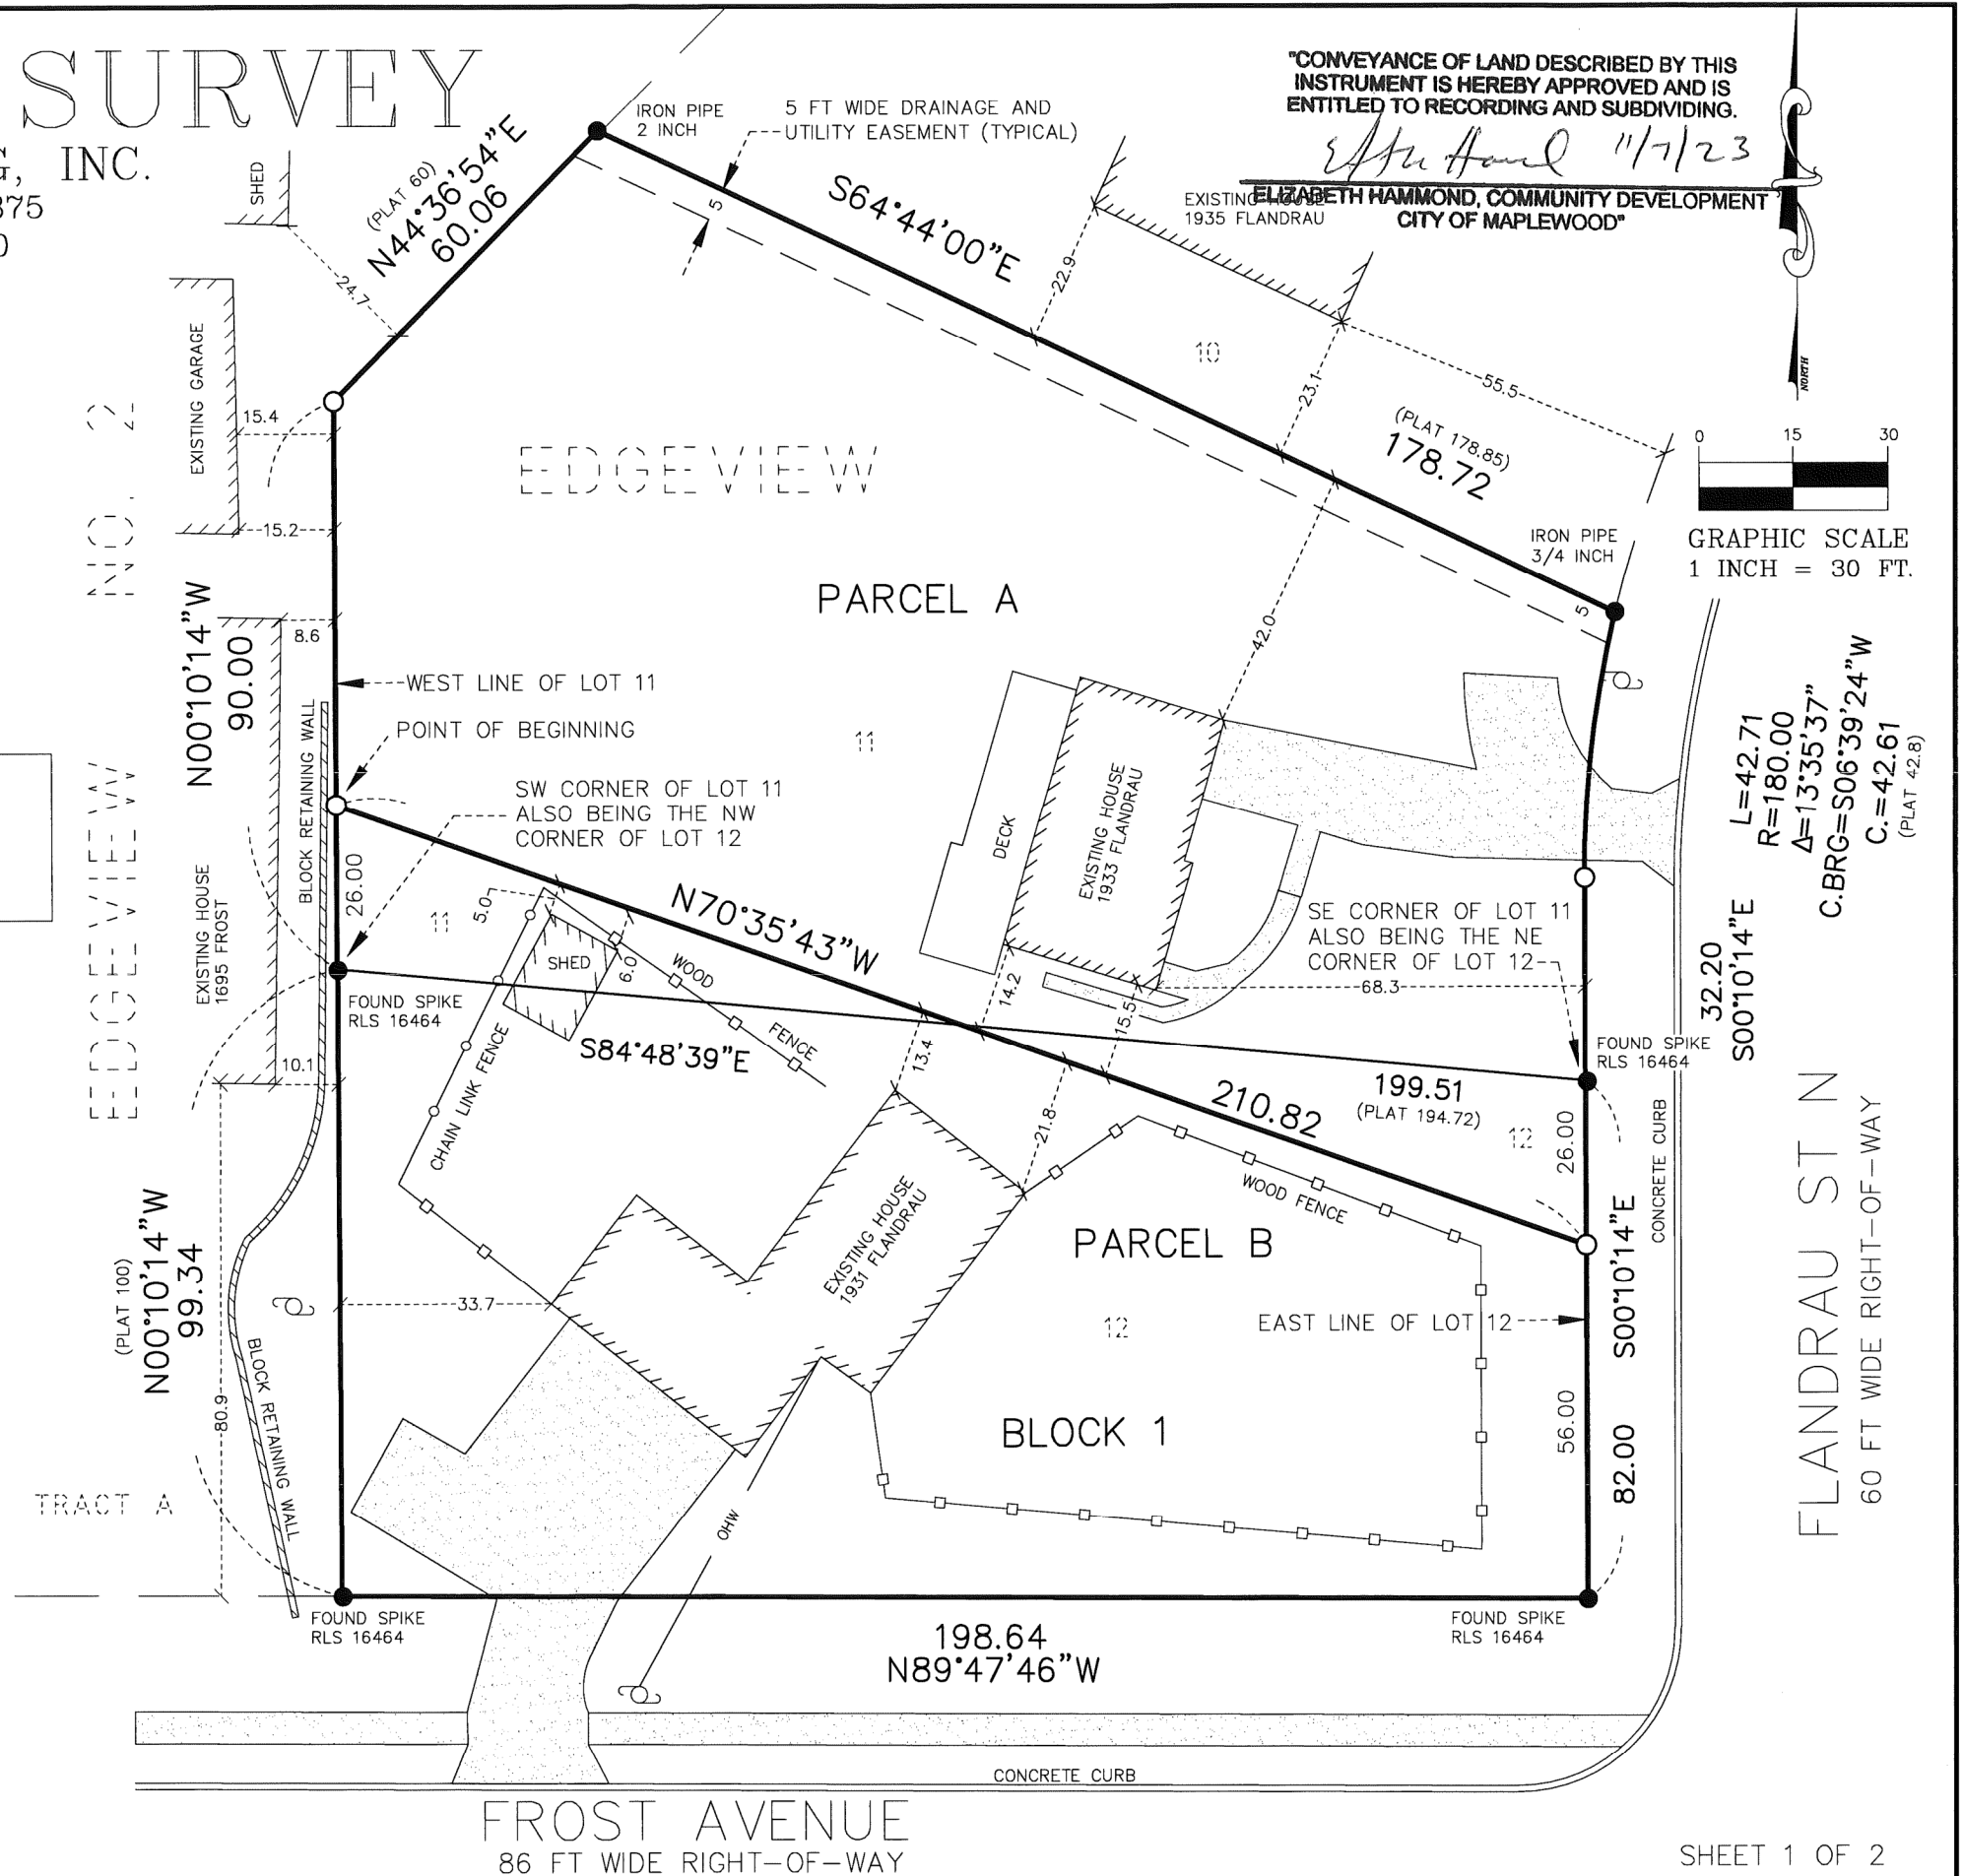 SURVEY
G, INC.
375
0
"CONVEYANCE OF LAND DESCRIBED BY THIS
INSTRUMENT IS HEREBY APPROVED AND IS
ENTITLED TO RECORDING AND SUBDIVIDING.
11/7/23
ELIZABETH HAMMOND, COMMUNITY DEVELOPMENT
CITY OF MAPLEWOOD"
EXISTING HOUSE
1935 FLANDRAU
NORTH
0 15 30
GRAPHIC SCALE
1 INCH = 30 FT.
IRON PIPE
2 INCH
5 FT WIDE DRAINAGE AND
UTILITY EASEMENT (TYPICAL)
SHED
(PLAT 60)
N44°36'54"E
60.06
24.7
5
S64°44'00"E
22.9
10
23.1
55.5
(PLAT 178.85)
178.72
IRON PIPE
3/4 INCH
5
EXISTING GARAGE
15.4
15.2
EDGEVIEW NO. 2
EDGEVIEW
PARCEL A
N00°10'14"W
90.00
8.6
WEST LINE OF LOT 11
POINT OF BEGINNING
SW CORNER OF LOT 11
ALSO BEING THE NW
CORNER OF LOT 12
11
42.0
BLOCK RETAINING WALL
EXISTING HOUSE
1695 FROST
26.00
11
5.0
SHED
6.0
WOOD
FENCE
N70°35'43"W
DECK
EXISTING HOUSE
1933 FLANDRAU
14.2
15.5
68.3
SE CORNER OF LOT 11
ALSO BEING THE NE
CORNER OF LOT 12
L=42.71
R=180.00
Δ=13°35'37"
C.BRG=S06°39'24"W
C.=42.61
(PLAT 42.8)
32.20
S00°10'14"E
FOUND SPIKE
RLS 16464
FOUND SPIKE
RLS 16464
S84°48'39"E
10.1
CHAIN LINK FENCE
13.4
21.8
210.82
199.51
(PLAT 194.72)
12
26.00
CONCRETE CURB
WOOD FENCE
EXISTING HOUSE
1931 FLANDRAU
PARCEL B
12
EAST LINE OF LOT 12
S00°10'14"E
82.00
56.00
BLOCK 1
(PLAT 100)
N00°10'14"W
99.34
33.7
80.9
BLOCK RETAINING WALL
TRACT A
OHW
FOUND SPIKE
RLS 16464
FOUND SPIKE
RLS 16464
198.64
N89°47'46"W
FLANDRAU ST N
60 FT WIDE RIGHT-OF-WAY
CONCRETE CURB
FROST AVENUE
86 FT WIDE RIGHT-OF-WAY
SHEET 1 OF 2